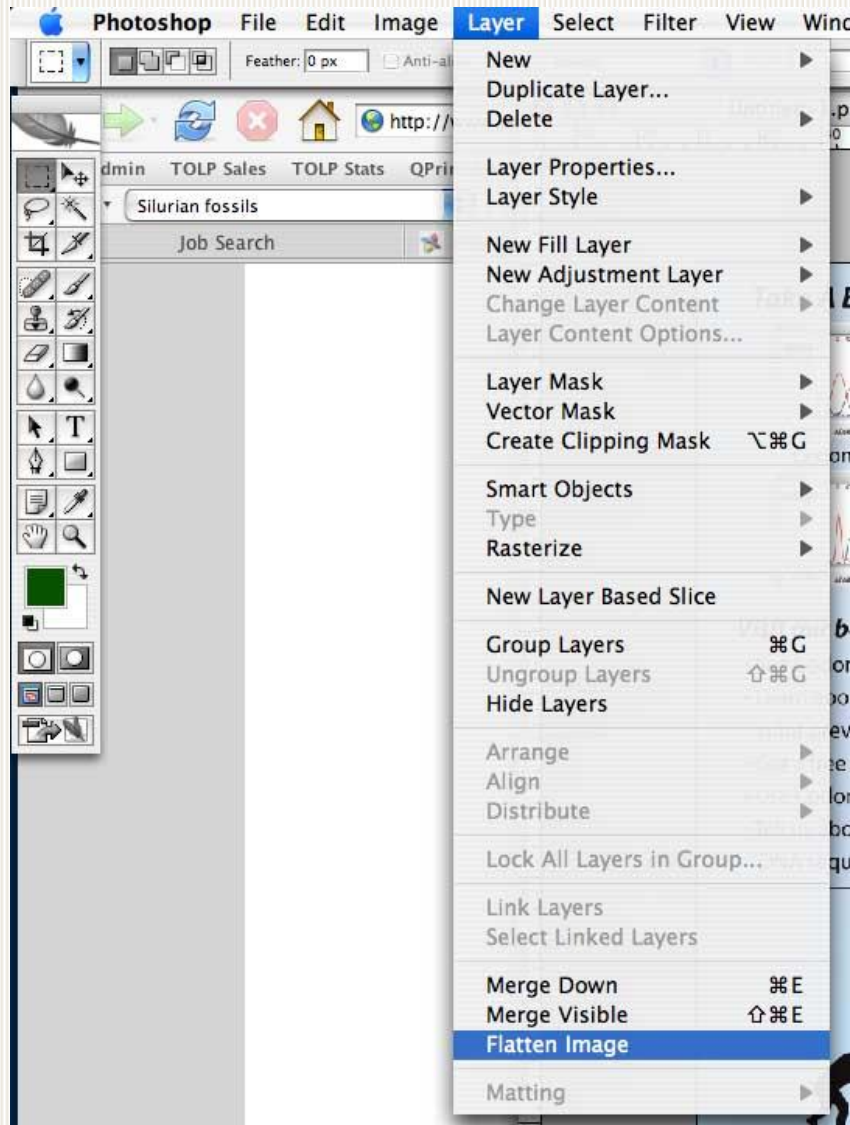 Photoshop File Edit Image Layer Select Filter View
Feather: 0 px
http://
TOLP Sales TOLP Stats
Silurian fossils
Job Search
New
Duplicate Layer...
Delete
Layer Properties...
Layer Style
New Fill Layer
New Adjustment Layer
Change Layer Content
Layer Content Options...
Layer Mask
Vector Mask
Create Clipping Mask ⌥⌘G
Smart Objects
Type
Rasterize
New Layer Based Slice
Group Layers ⌘G
Ungroup Layers ⇧⌘G
Hide Layers
Arrange
Align
Distribute
Lock All Layers in Group...
Link Layers
Select Linked Layers
Merge Down ⌘E
Merge Visible ⇧⌘E
Flatten Image
Matting